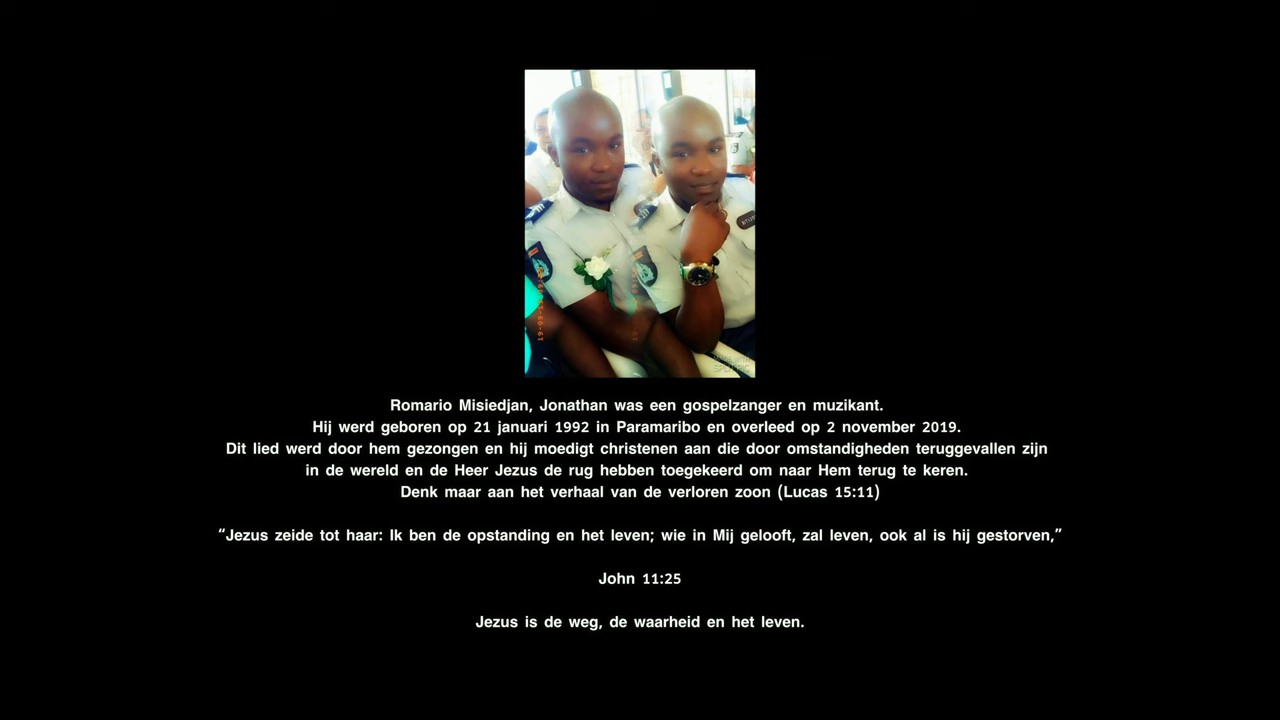 Romario Misiedjan, Jonathan was een gospelzanger en muzikant.
Hij werd geboren op 21 januari 1992 in Paramaribo en overleed op 2 november 2019.
Dit lied werd door hem gezongen en hij moedigt christenen aan die door omstandigheden teruggevallen zijn
in de wereld en de Heer Jezus de rug hebben toegekeerd om naar Hem terug te keren.
Denk maar aan het verhaal van de verloren zoon (Lucas 15:11)
“Jezus zeide tot haar: Ik ben de opstanding en het leven; wie in Mij gelooft, zal leven, ook al is hij gestorven,”
John 11:25
Jezus is de weg, de waarheid en het leven.